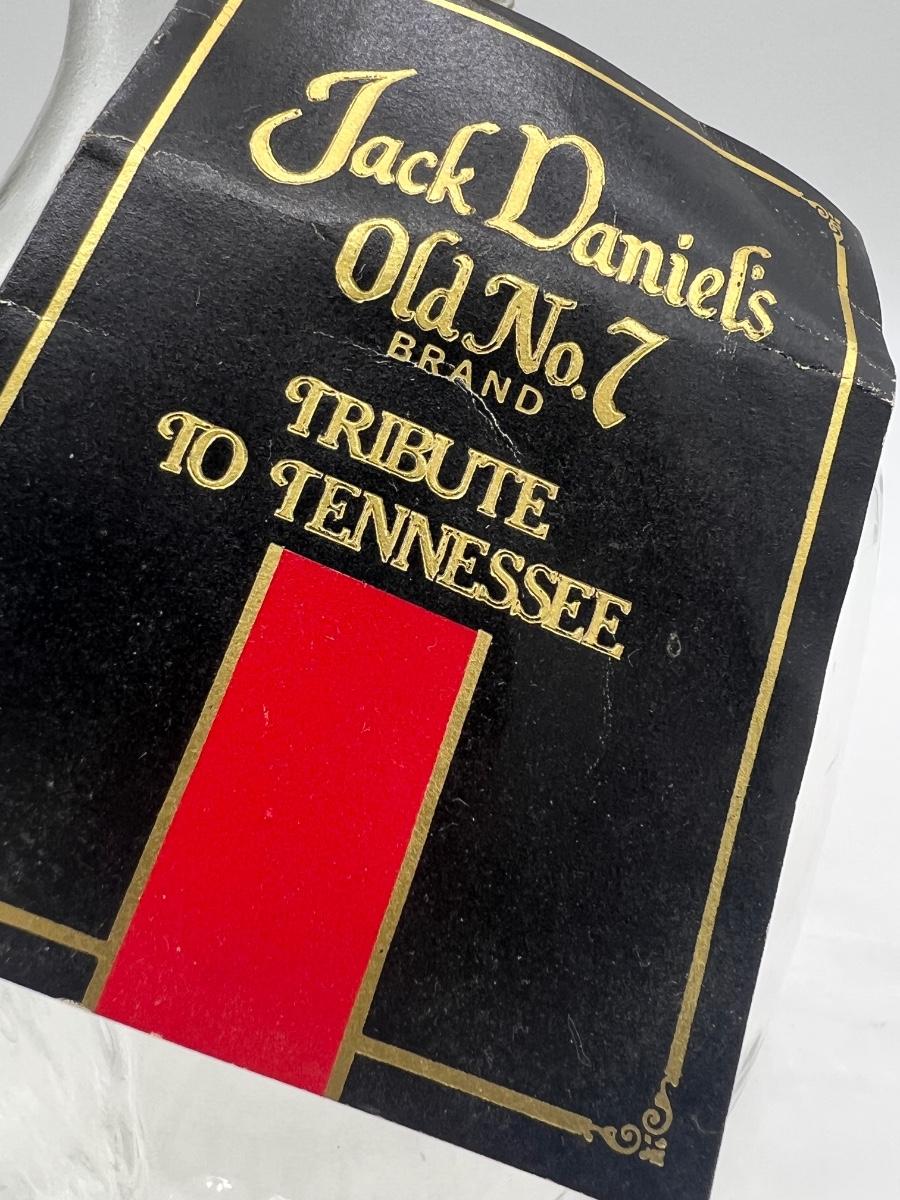 Jack Daniel's
Old No. 7
BRAND
TRIBUTE
TO TENNESSEE